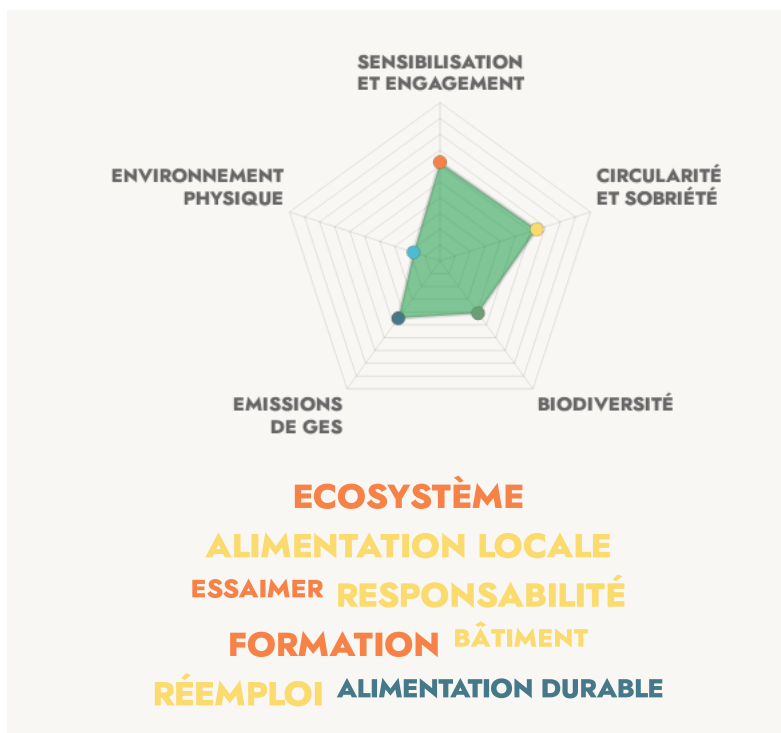 SENSIBILISATION
ET ENGAGEMENT
ENVIRONNEMENT
PHYSIQUE
CIRCULARITÉ
ET SOBRIÉTÉ
EMISSIONS
DE GES
BIODIVERSITÉ
ECOSYSTÈME
ALIMENTATION LOCALE
ESSAIMER RESPONSABILITÉ
FORMATION BÂTIMENT
RÉEMPLOI ALIMENTATION DURABLE